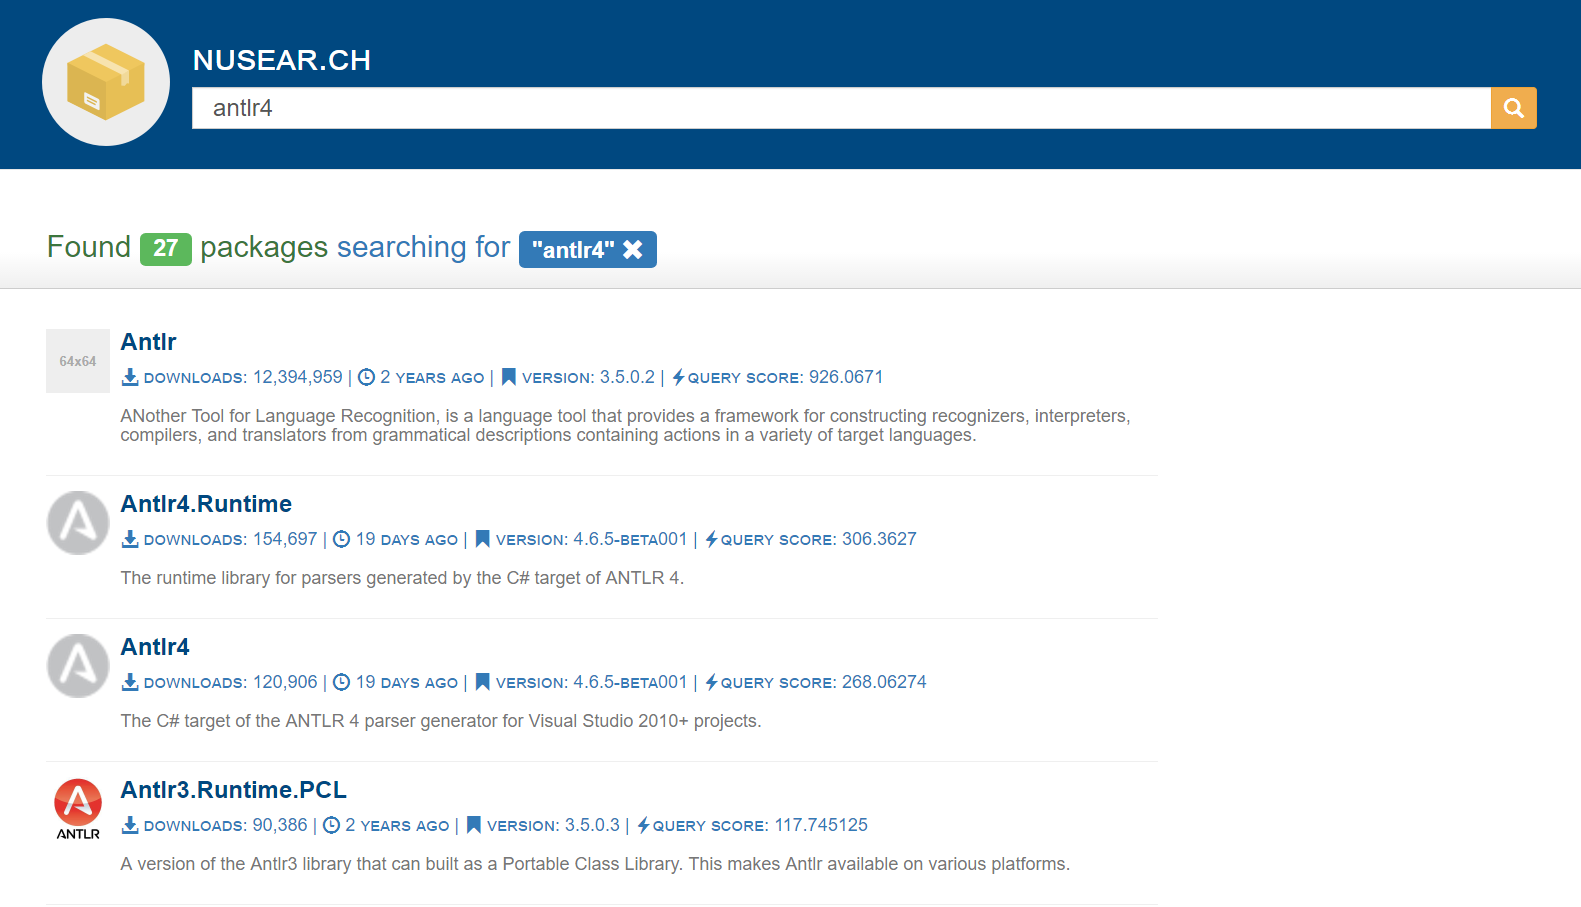 NUSEAR.CH
antlr4
Found 27 packages searching for "antlr4"
64x64
Antlr
DOWNLOADS: 12,394,959 | 2 YEARS AGO | VERSION: 3.5.0.2 | QUERY SCORE: 926.0671
ANother Tool for Language Recognition, is a language tool that provides a framework for constructing recognizers, interpreters,
compilers, and translators from grammatical descriptions containing actions in a variety of target languages.
Antlr4.Runtime
DOWNLOADS: 154,697 | 19 DAYS AGO | VERSION: 4.6.5-BETA001 | QUERY SCORE: 306.3627
The runtime library for parsers generated by the C# target of ANTLR 4.
Antlr4
DOWNLOADS: 120,906 | 19 DAYS AGO | VERSION: 4.6.5-BETA001 | QUERY SCORE: 268.06274
The C# target of the ANTLR 4 parser generator for Visual Studio 2010+ projects.
ANTLR
Antlr3.Runtime.PCL
DOWNLOADS: 90,386 | 2 YEARS AGO | VERSION: 3.5.0.3 | QUERY SCORE: 117.745125
A version of the Antlr3 library that can built as a Portable Class Library. This makes Antlr available on various platforms.